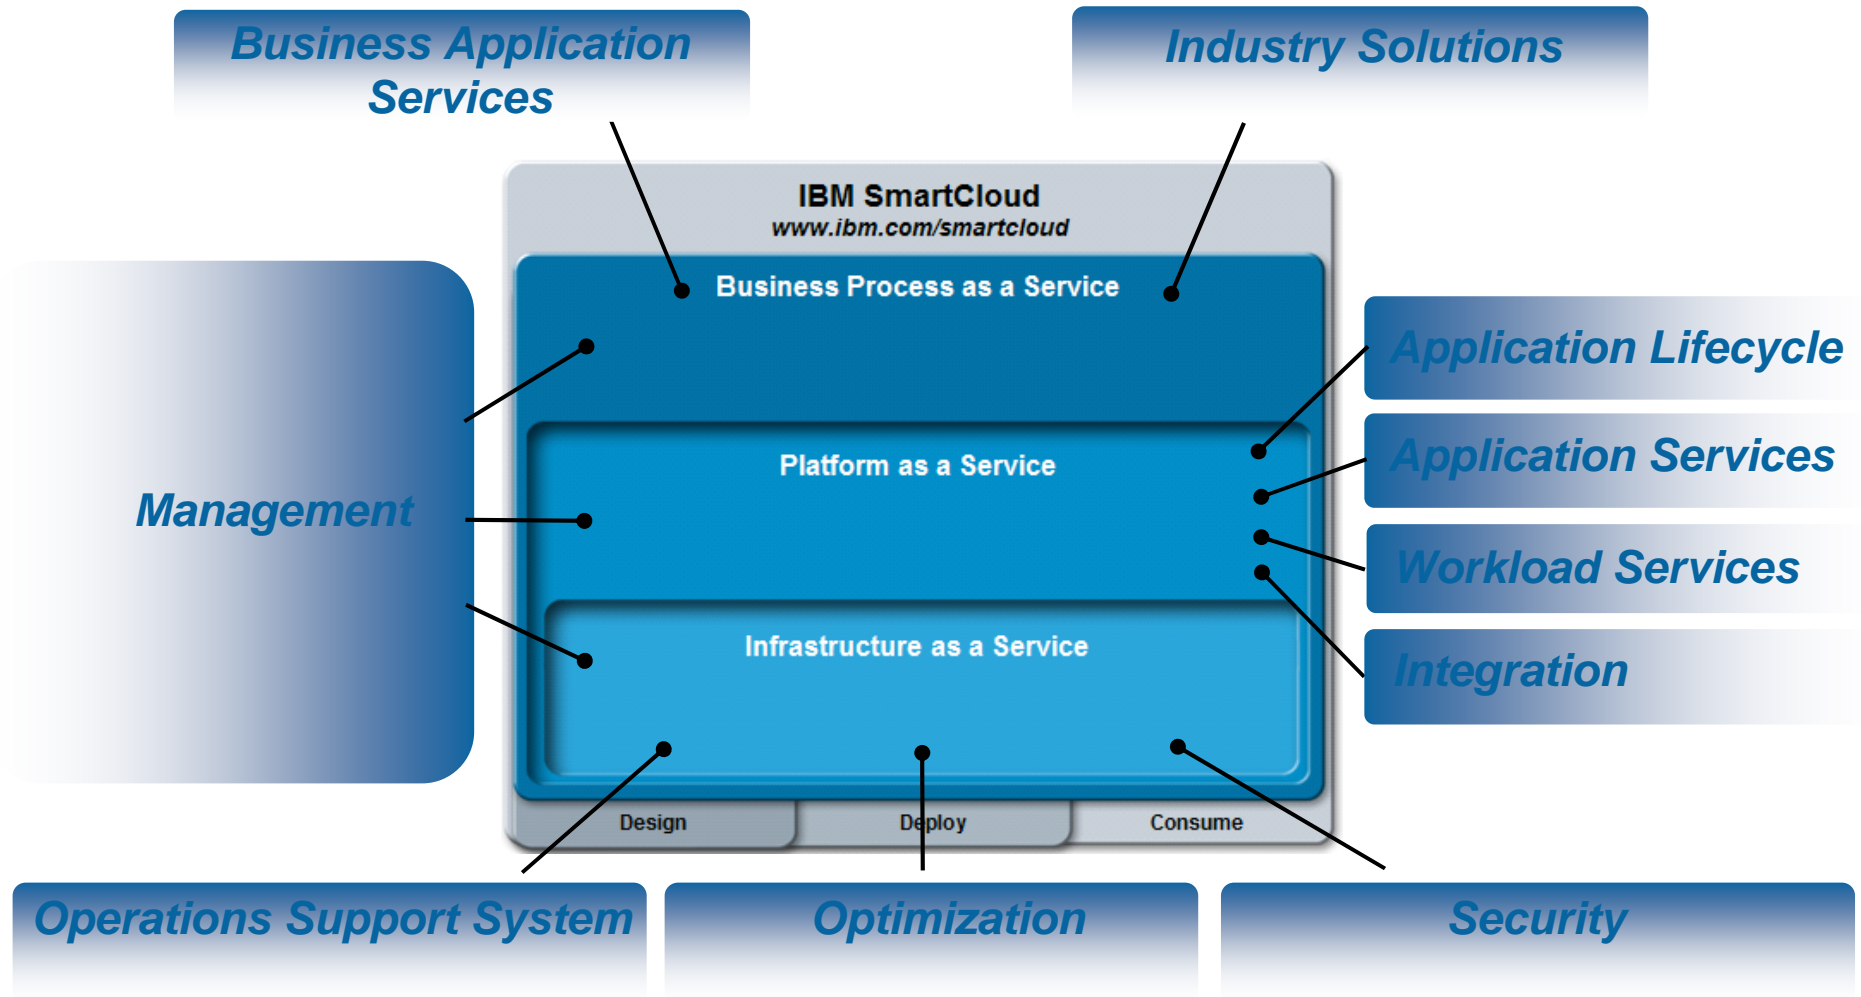 Business Application
Services
Industry Solutions
IBM SmartCloud
www.ibm.com/smartcloud
Business Process as a Service
Application Lifecycle
Platform as a Service
Application Services
Management
Workload Services
Infrastructure as a Service
Integration
Design
Deploy
Consume
Operations Support System
Optimization
Security